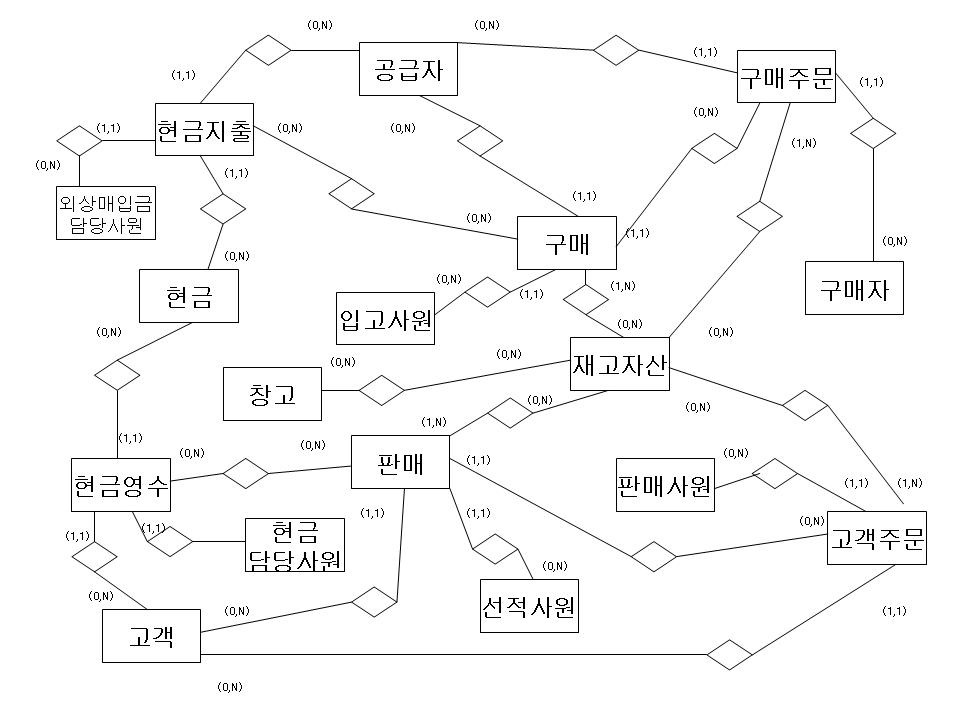 (0,N)
(0,N)
(1,1)
공급자
구매주문
(1,1)
(1,1)
(0,N)
현금지출
(1,1)
(0,N)
(0,N)
(1,N)
(0,N)
(1,1)
외상매입금
담당사원
(1,1)
(0,N)
구매
(1,1)
(0,N)
(0,N)
현금
(0,N)
(1,1)
(1,N)
구매자
입고사원
(0,N)
(0,N)
(0,N)
(0,N)
(0,N)
재고자산
창고
(0,N)
(0,N)
(1,N)
(1,1)
(0,N)
(0,N)
판매
(1,1)
(0,N)
현금영수
판매사원
(1,1)
(1,N)
(1,1)
(1,1)
(0,N)
(1,1)
(1,1)
현금
담당사원
고객주문
(0,N)
(0,N)
(0,N)
선적사원
(1,1)
고객
(0,N)